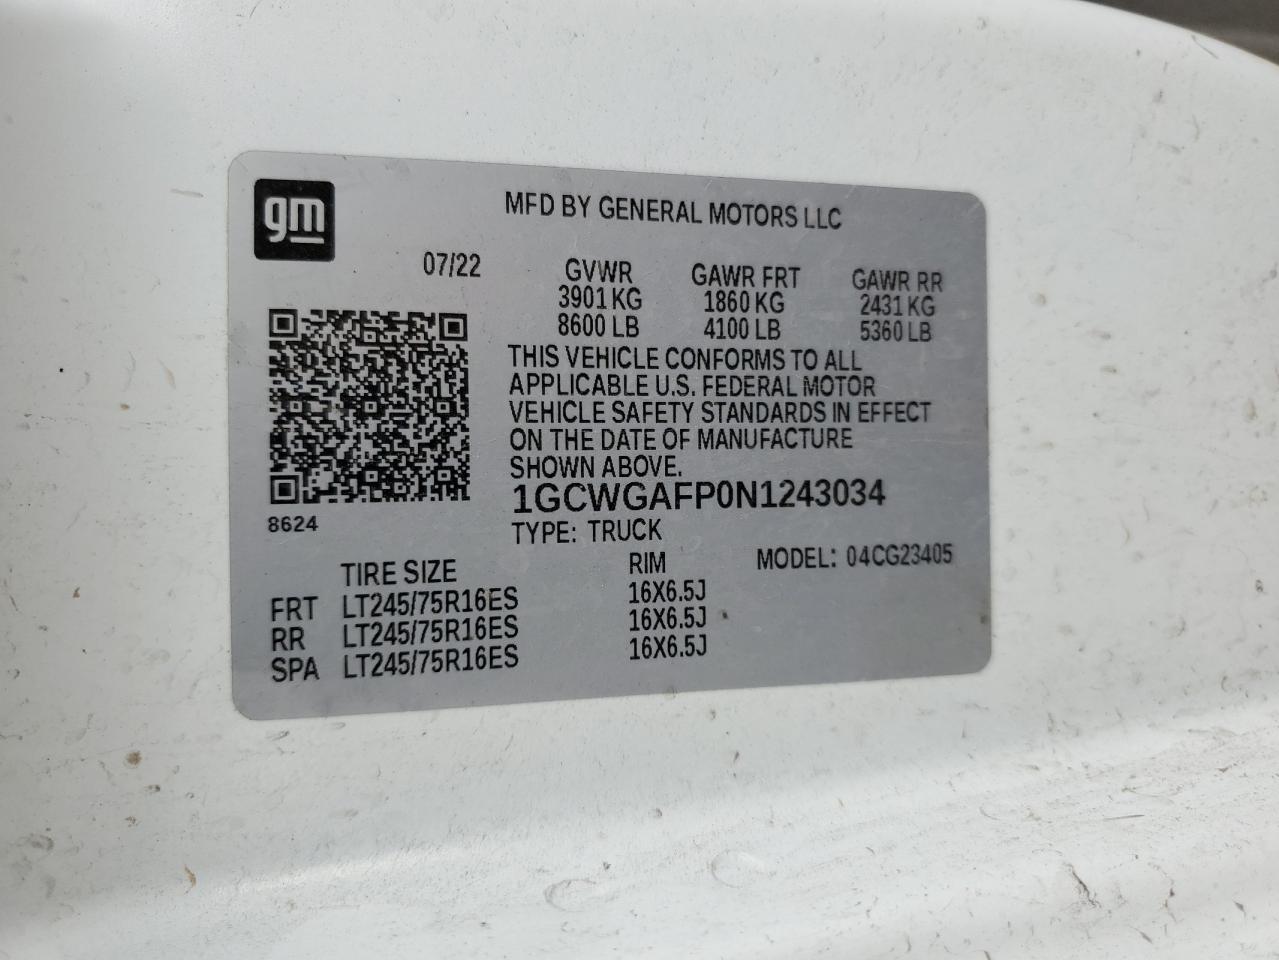 gm
MFD BY GENERAL MOTORS LLC
07/22
GVWR GAWR FRT GAWR RR
3901 KG 1860 KG 2431 KG
8600 LB 4100 LB 5360 LB
THIS VEHICLE CONFORMS TO ALL
APPLICABLE U.S. FEDERAL MOTOR
VEHICLE SAFETY STANDARDS IN EFFECT
ON THE DATE OF MANUFACTURE
SHOWN ABOVE.
1GCWGAFP0N1243034
8624
TYPE: TRUCK
MODEL: 04CG23405
TIRE SIZE RIM
FRT LT245/75R16ES 16X6.5J
RR LT245/75R16ES 16X6.5J
SPA LT245/75R16ES 16X6.5J